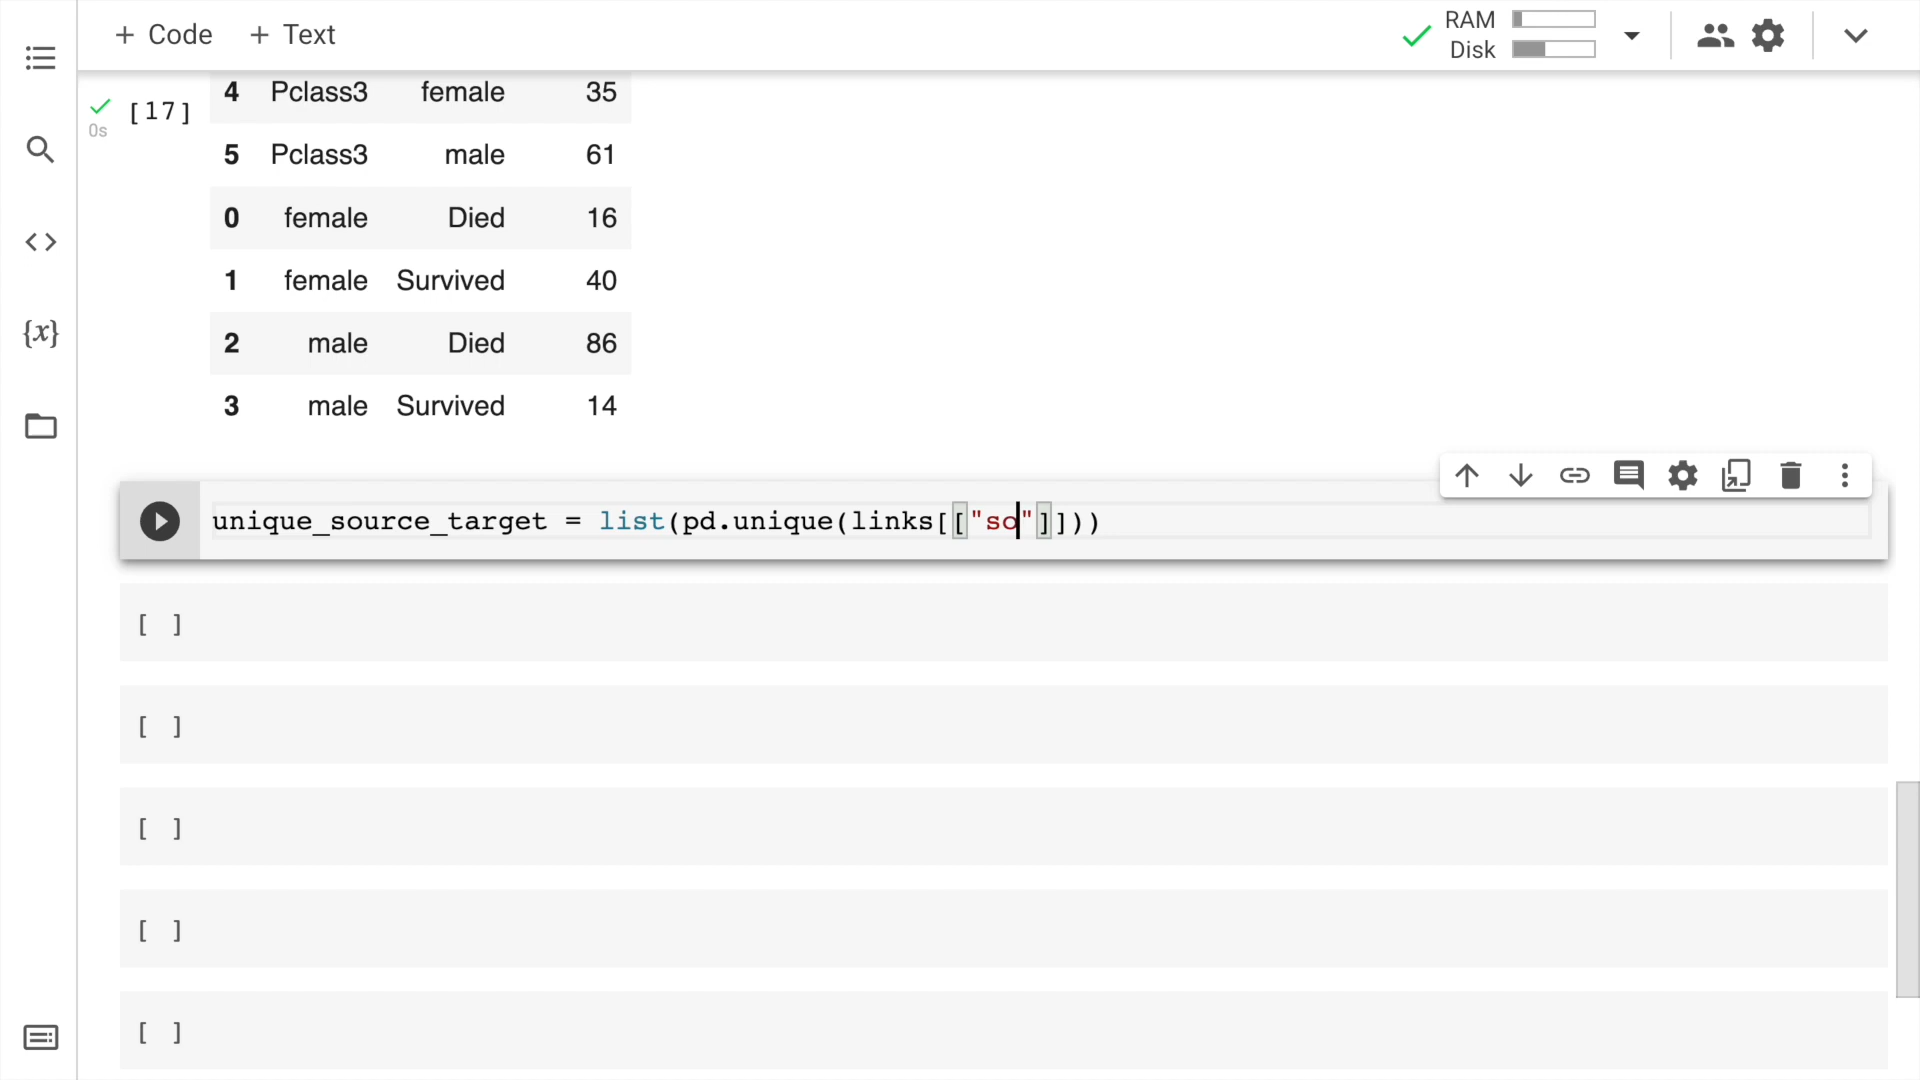 + Code + Text
RAM
Disk
[17]
0s
4 Pclass3 female 35
5 Pclass3 male 61
0 female Died 16
1 female Survived 40
2 male Died 86
3 male Survived 14
{x}
unique_source_target = list(pd.unique(links[["so"]]))
[ ]
[ ]
[ ]
[ ]
[ ]